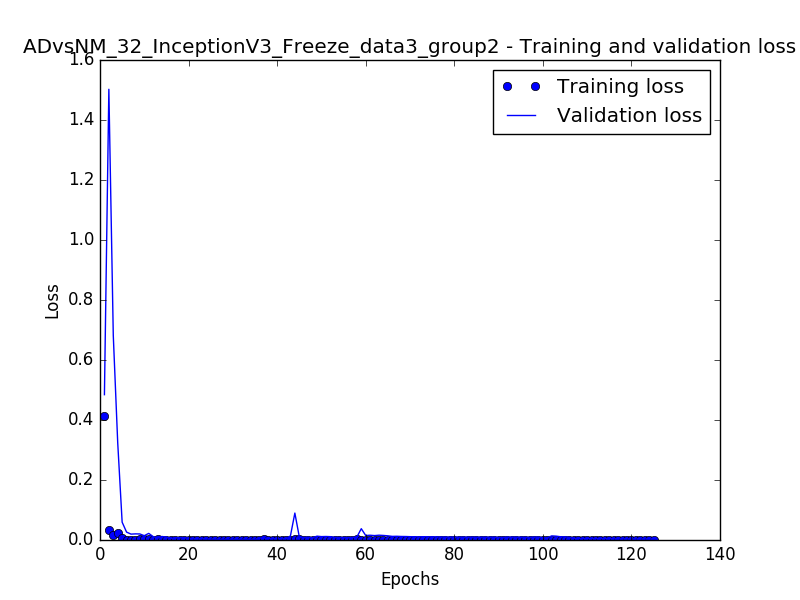 ADvsNM_32_InceptionV3_Freeze_data3_group2 - Training and validation loss
Training loss
Validation loss
1.6
1.4
1.2
1.0
0.8
0.6
0.4
0.2
0.0
Loss
0 20 40 60 80 100 120 140
Epochs